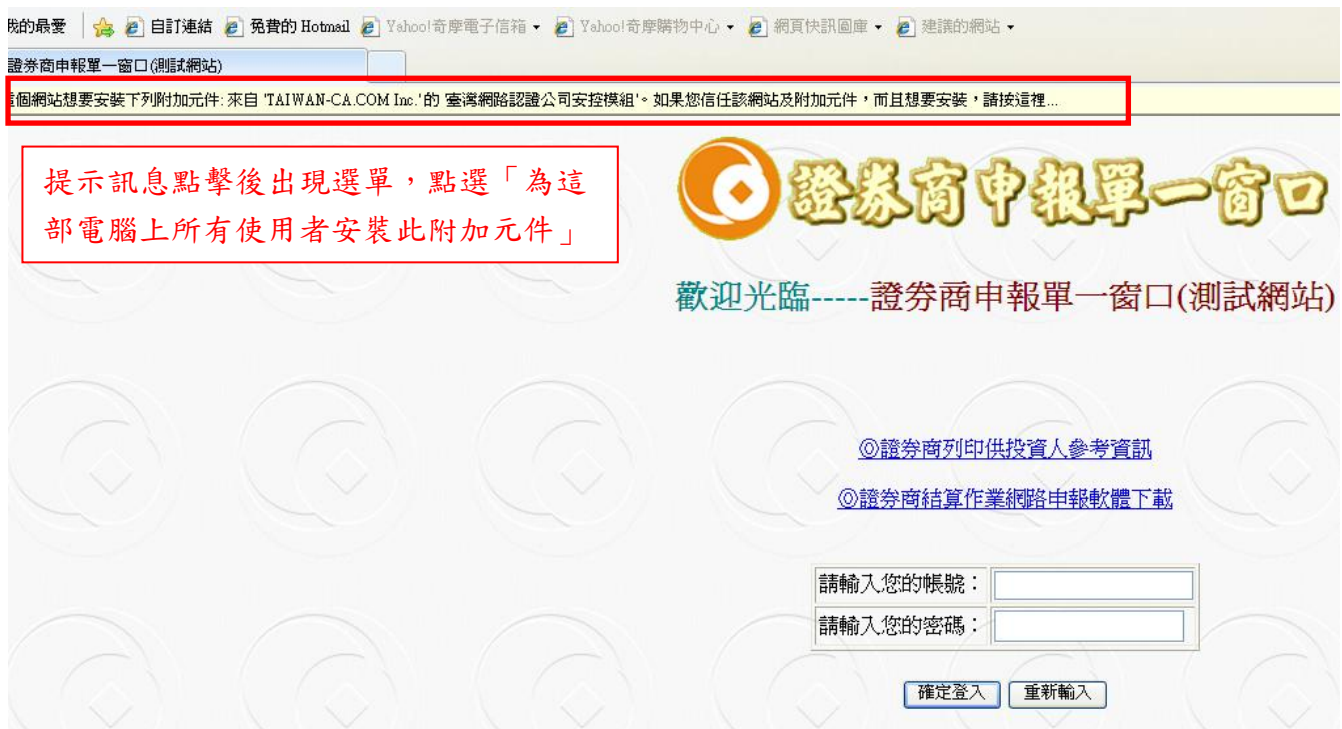 我的最愛 自訂連結 免費的 Hotmail Yahoo!奇摩電子信箱 Yahoo!奇摩購物中心 網頁快訊圖庫 建議的網站
證券商申報單一窗口(測試網站)
這個網站想要安裝下列附加元件: 來自 'TAIWAN-CA.COM Inc.'的 '臺灣網路認證公司安控模組'。如果您信任該網站及附加元件，而且想要安裝，請按這裡...
提示訊息點擊後出現選單，點選「為這
部電腦上所有使用者安裝此附加元件」
證券商申報單一窗口
歡迎光臨-----證券商申報單一窗口(測試網站)
◎證券商列印供投資人參考資訊
◎證券商結算作業網路申報軟體下載
請輸入您的帳號：
請輸入您的密碼：
確定登入 重新輸入